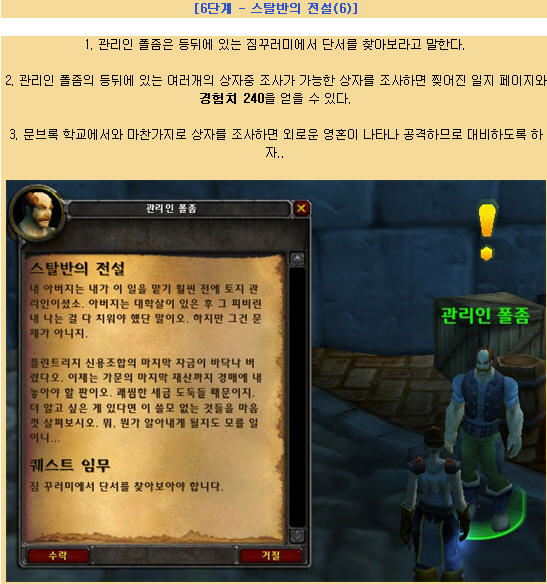 [6단계 - 스탈반의 전설(6)]
1. 관리인 폴좀은 등뒤에 있는 짐꾸러미에서 단서를 찾아보라고 말한다.
2. 관리인 폴좀의 등뒤에 있는 여러개의 상자중 조사가 가능한 상자를 조사하면 찢어진 일지 페이지와
경험치 240을 얻을 수 있다.
3. 문브룩 학교에서와 마찬가지로 상자를 조사하면 외로운 영혼이 나타나 공격하므로 대비하도록 하
자..
관리인 폴좀
스탈반의 전설
내 아버지는 내가 이 일을 맡기 훨씬 전에 토지 관
리인이셨소. 아버지는 대학살이 있은 후 그 피비린
내 나는 걸 다 치워야 했단 말이오. 하지만 그건 문
제가 아니지.
플린트리지 신용조합의 마지막 자금이 바닥나 버
렸다오. 이제는 가문의 마지막 재산까지 경매에 내
놓아야 할 판이오. 괘씸한 세금 도둑들 때문이지.
더 알고 싶은 게 있다면 이 쓸모 없는 것들을 마음
껏 살펴보시오. 뭐, 뭔가 알아내게 될지도 모를 일
이니...
퀘스트 임무
짐 꾸러미에서 단서를 찾아보아야 합니다.
수락
거절
관리인 폴좀